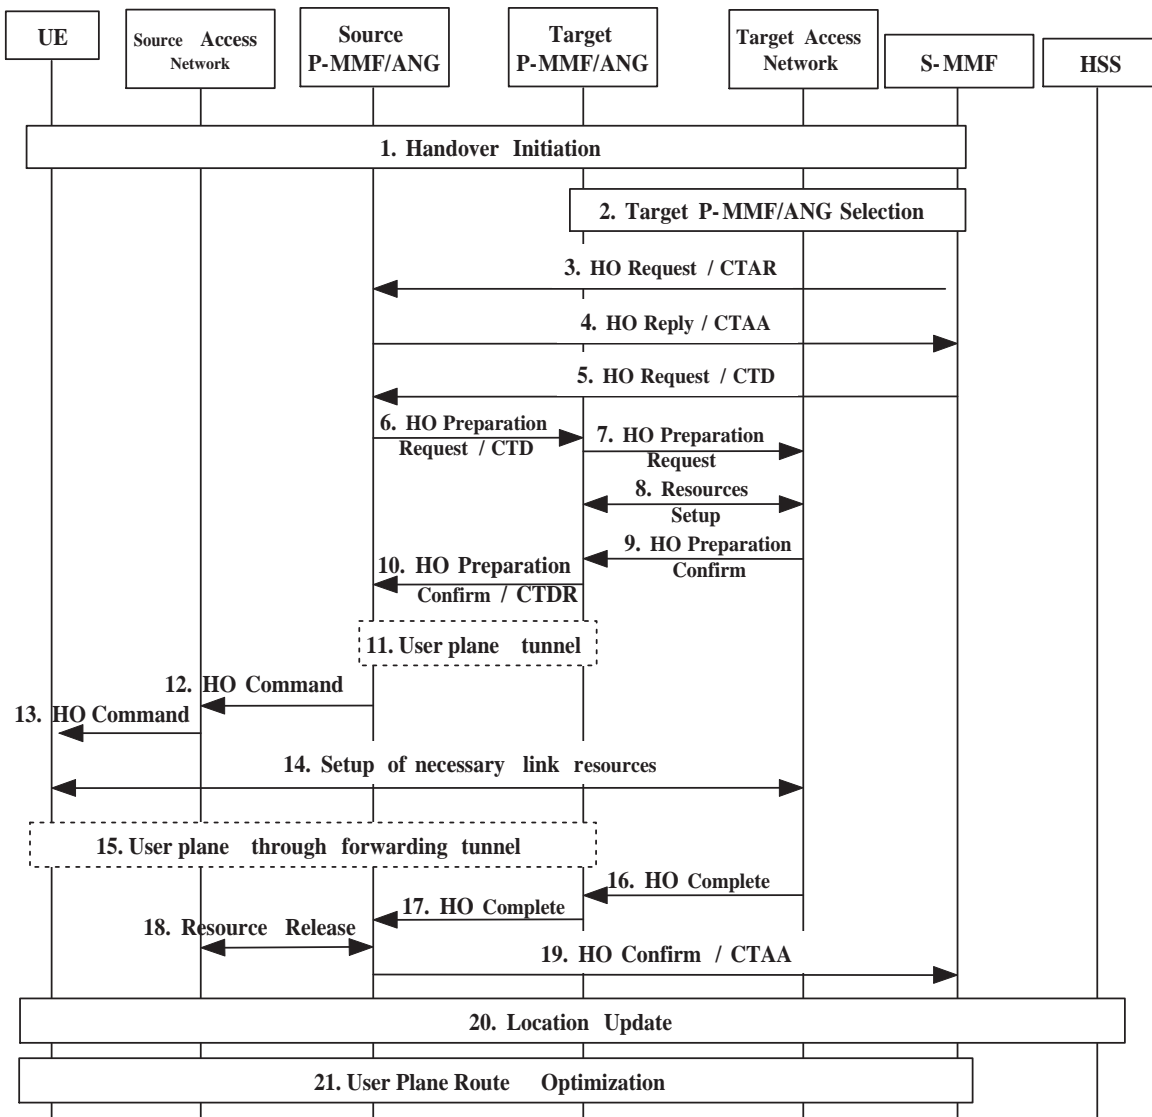 UE
Source Access
Network
Source
P-MMF/ANG
Target
P-MMF/ANG
Target Access
Network
S-MMF
HSS
1. Handover Initiation
2. Target P-MMF/ANG Selection
3. HO Request / CTAR
4. HO Reply / CTAA
5. HO Request / CTD
6. HO Preparation
Request / CTD
7. HO Preparation
Request
8. Resources
Setup
9. HO Preparation
Confirm
10. HO Preparation
Confirm / CTDR
11. User plane tunnel
12. HO Command
13. HO Command
14. Setup of necessary link resources
15. User plane through forwarding tunnel
16. HO Complete
17. HO Complete
18. Resource Release
19. HO Confirm / CTAA
20. Location Update
21. User Plane Route Optimization